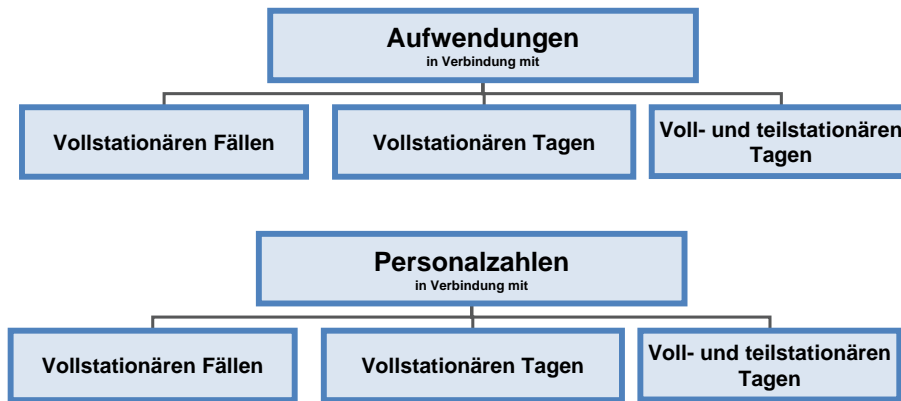 Aufwendungen
in Verbindung mit
Vollstationären Fällen
Vollstationären Tagen
Voll- und teilstationären
Tagen
Personalzahlen
in Verbindung mit
Vollstationären Fällen
Vollstationären Tagen
Voll- und teilstationären
Tagen